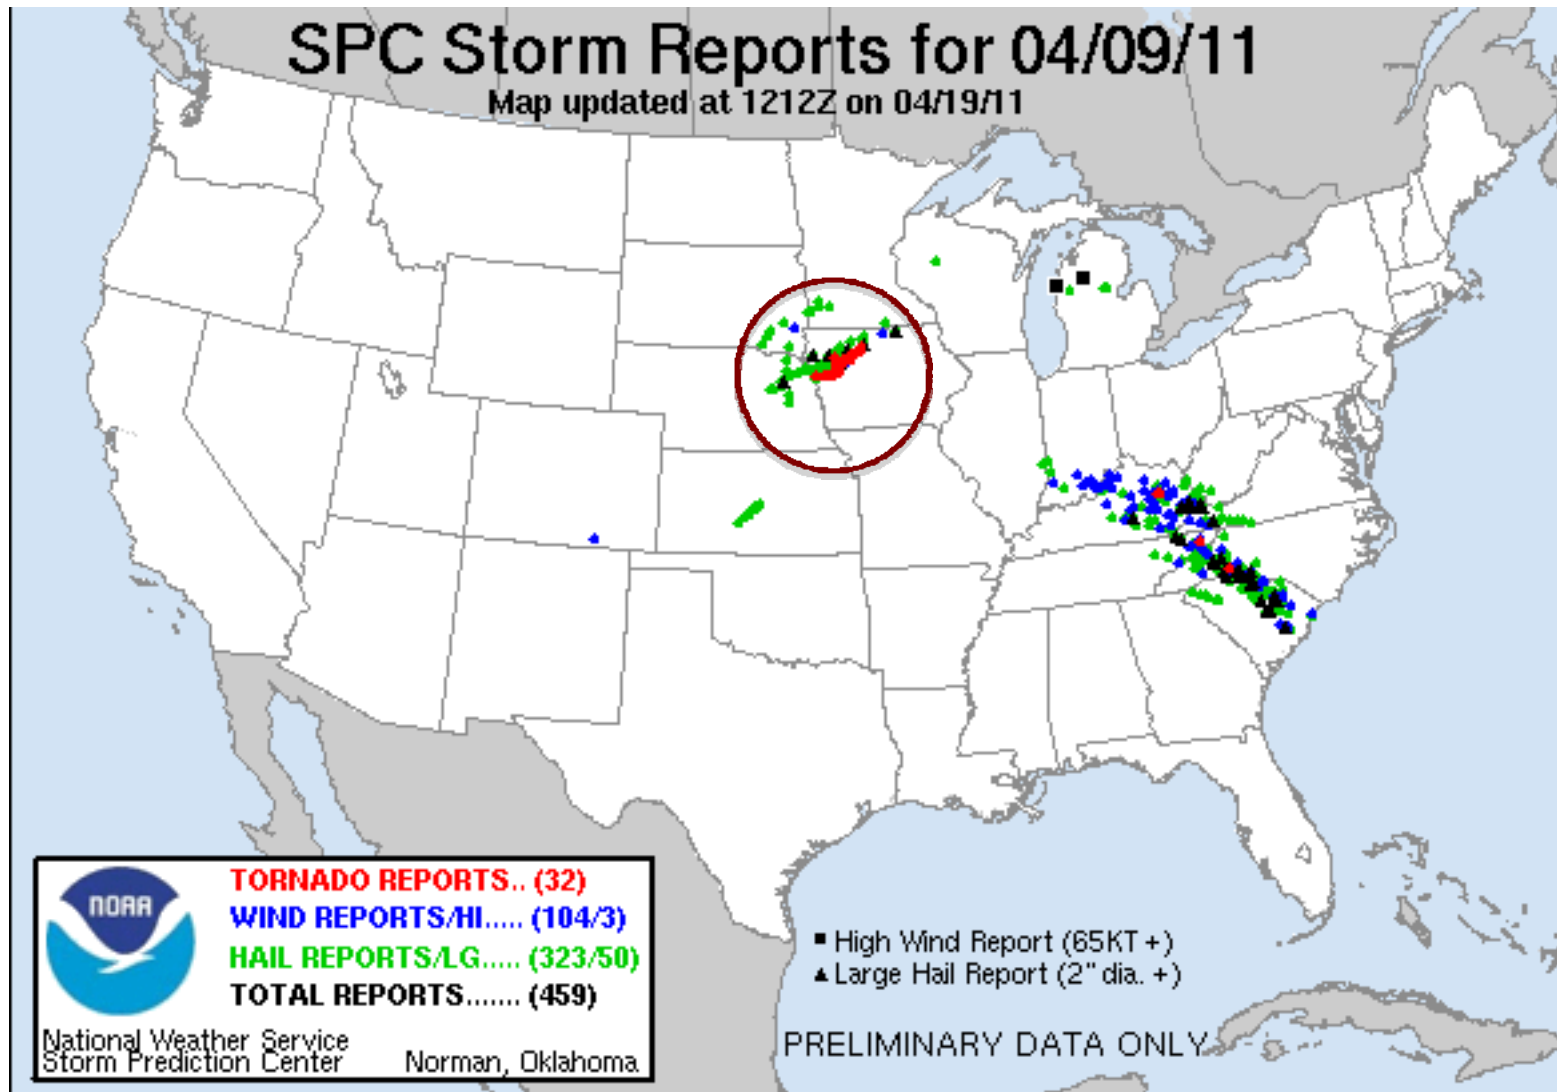 SPC Storm Reports for 04/09/11
Map updated at 1212Z on 04/19/11
NOAA
TORNADO REPORTS.. (32)
WIND REPORTS/HI..... (104/3)
HAIL REPORTS/LG..... (323/50)
TOTAL REPORTS....... (459)
National Weather Service
Storm Prediction Center Norman, Oklahoma
High Wind Report (65KT +)
Large Hail Report (2" dia. +)
PRELIMINARY DATA ONLY